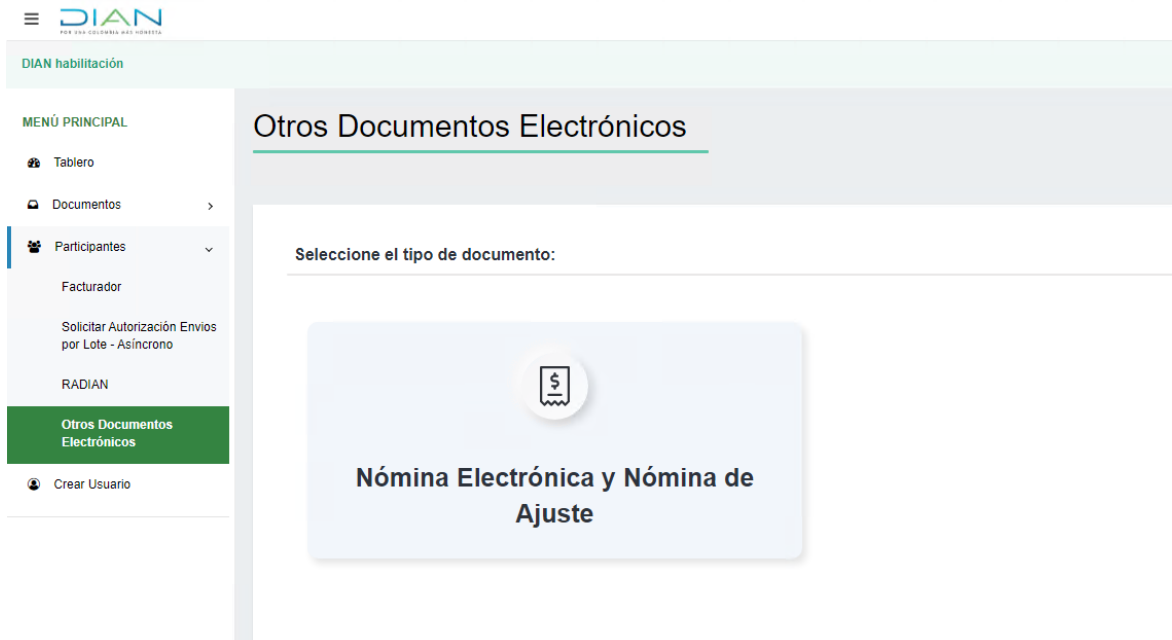 DIAN
POR UNA COLOMBIA MÁS HONESTA
DIAN habilitación
MENÚ PRINCIPAL
Tablero
Documentos
Participantes
Facturador
Solicitar Autorización Envios
por Lote - Asíncrono
RADIAN
Otros Documentos
Electrónicos
Crear Usuario
Otros Documentos Electrónicos
Seleccione el tipo de documento:
$
Nómina Electrónica y Nómina de
Ajuste